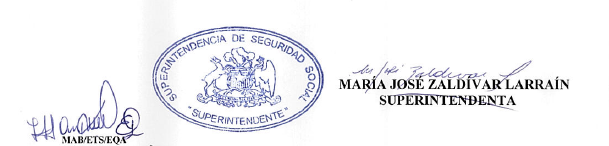 SUPERINTENDENCIA DE SEGURIDAD SOCIAL
"SUPERINTENDENTE"
MARÍA JOSÉ ZALDÍVAR LARRAÍN
SUPERINTENDENTA
MAB/ETS/EQA